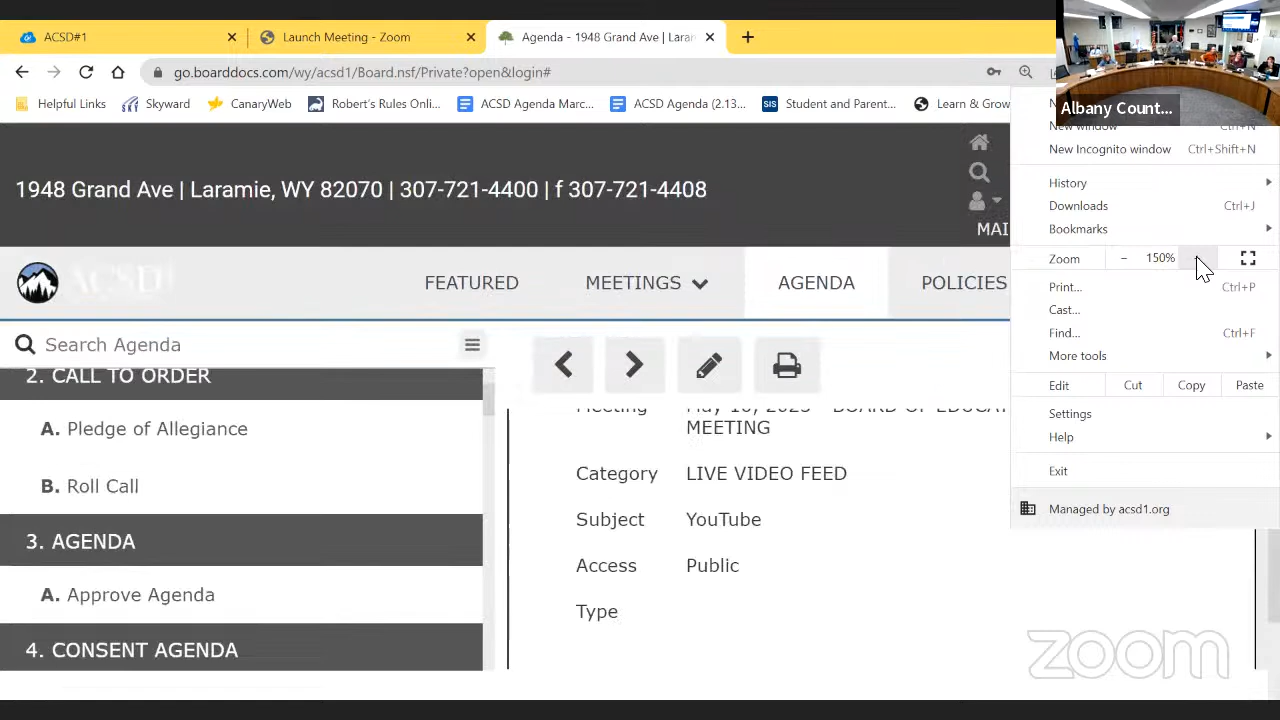 ACSD#1
Launch Meeting - Zoom
Agenda - 1948 Grand Ave | Laram
go.boarddocs.com/wy/acsd1/Board.nsf/Private?open&login#
Helpful Links
Skyward
CanaryWeb
Robert's Rules Onli...
ACSD Agenda Marc...
ACSD Agenda (2.13...
SIS
Student and Parent...
Learn & Grow
Albany Count...
New window Ctrl+N
New Incognito window Ctrl+Shift+N
History
Downloads Ctrl+J
Bookmarks
Zoom − 150%
Print... Ctrl+P
Cast...
Find... Ctrl+F
More tools
Edit Cut Copy Paste
Settings
Help
Exit
Managed by acsd1.org
1948 Grand Ave | Laramie, WY 82070 | 307-721-4400 | f 307-721-4408
MAI
ACSD
FEATURED
MEETINGS
AGENDA
POLICIES
Search Agenda
2. CALL TO ORDER
A. Pledge of Allegiance
B. Roll Call
3. AGENDA
A. Approve Agenda
4. CONSENT AGENDA
MEETING
Category LIVE VIDEO FEED
Subject YouTube
Access Public
Type
zoom